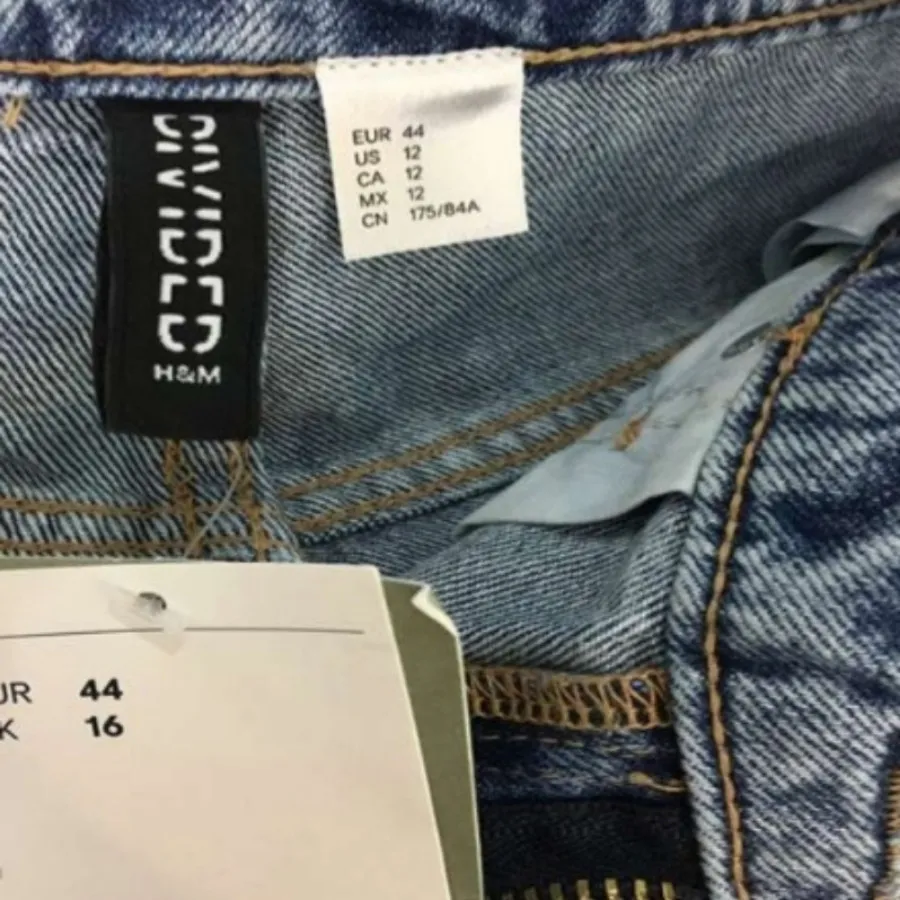 DIVIDED
H&M
EUR 44
US 12
CA 12
MX 12
CN 175/84A
UR 44
K 16